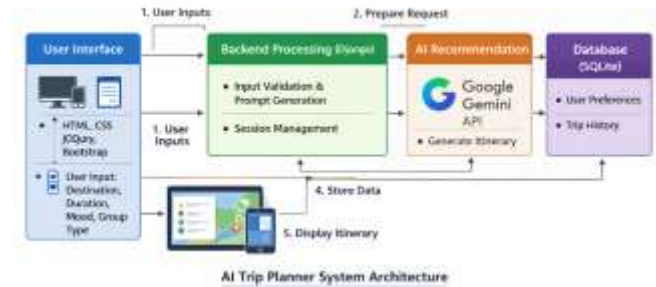 1. User Inputs
2. Prepare Request
User Interface
HTML, CSS
Bootstrap
User Input:
Destination,
Duration,
Mood, Group
Type
1. User
Inputs
Backend Processing
Input Validation &
Prompt Generation
Session Management
AI Recommendation
Google
Gemini
API
Generate Itinerary
Database
(SQLite)
User Preferences
Trip History
4. Store Data
5. Display Itinerary
AI Trip Planner System Architecture